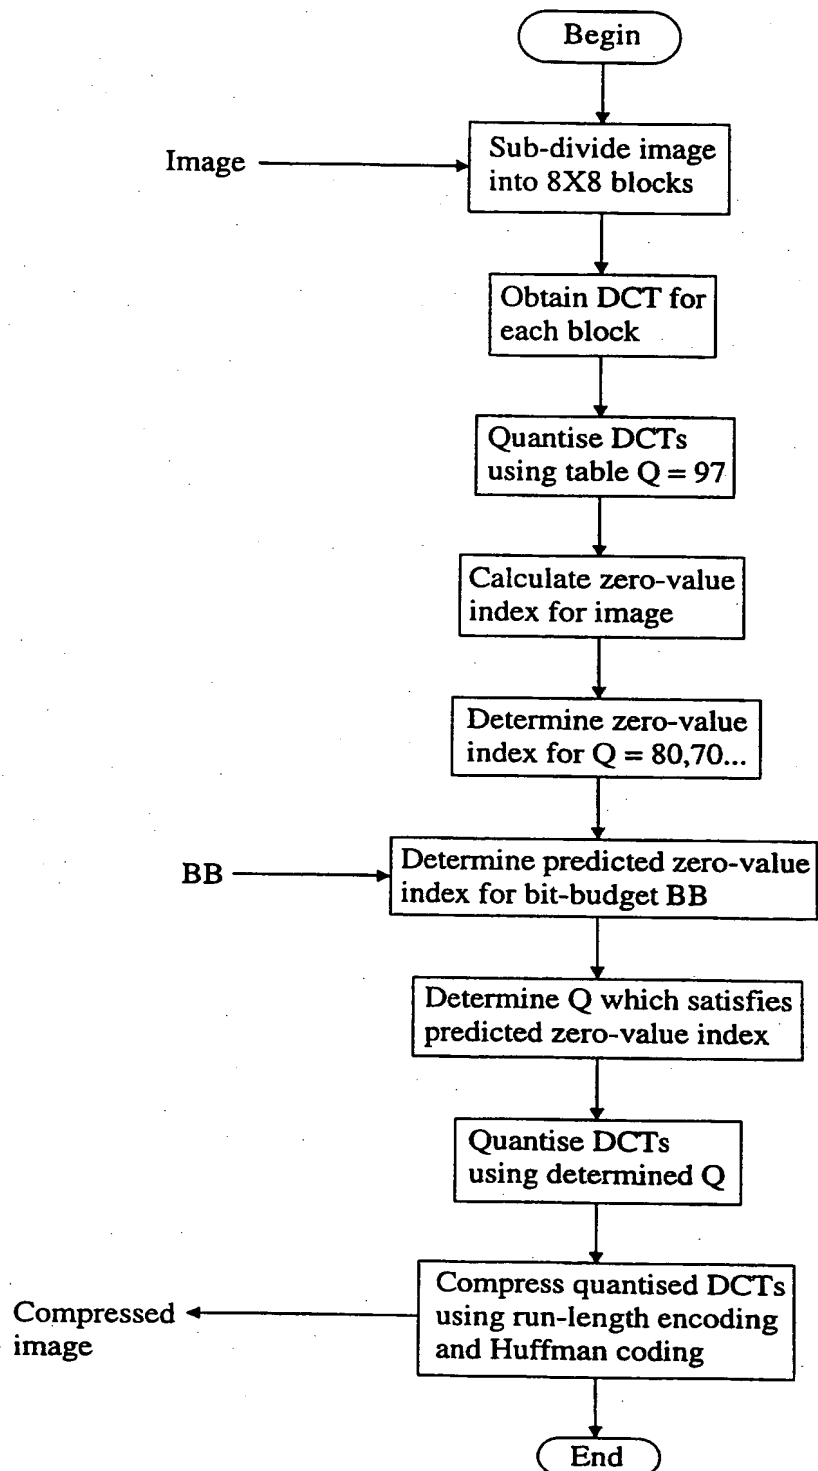 Begin
Image
Sub-divide image
into 8X8 blocks
Obtain DCT for
each block
Quantise DCTs
using table Q = 97
Calculate zero-value
index for image
Determine zero-value
index for Q = 80,70...
BB
Determine predicted zero-value
index for bit-budget BB
Determine Q which satisfies
predicted zero-value index
Quantise DCTs
using determined Q
Compress quantised DCTs
using run-length encoding
and Huffman coding
Compressed
image
End